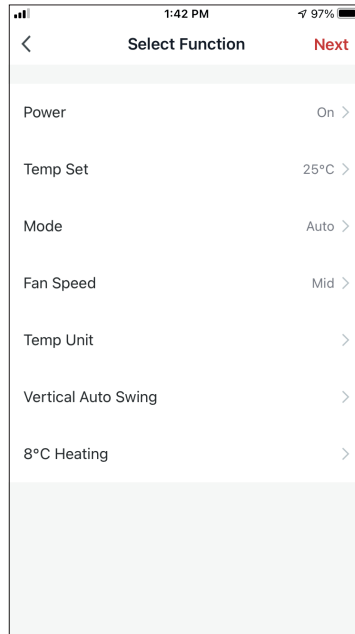 1:42 PM 97%
Select Function Next
Power On
Temp Set 25°C
Mode Auto
Fan Speed Mid
Temp Unit
Vertical Auto Swing
8°C Heating